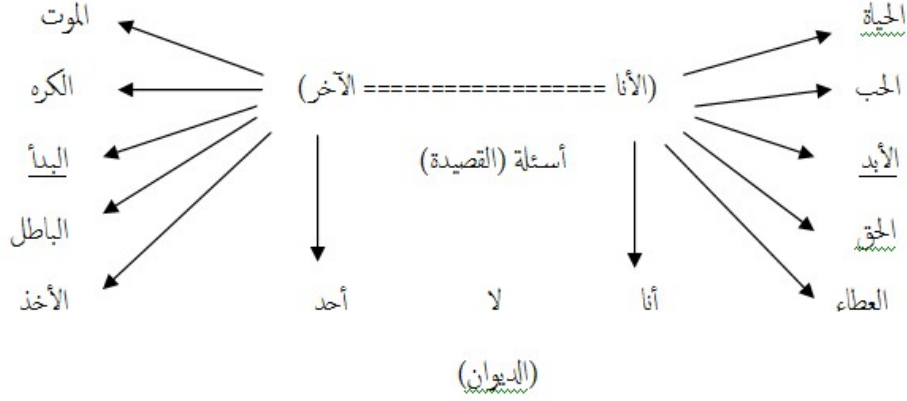 الحياة الموت
الحب (الأنا ================== الآخر) الكره
الأبد أسئلة (القصيدة) البدأ
الحق الباطل
العطاء أنا لا أحد الأخذ
(الديوان)